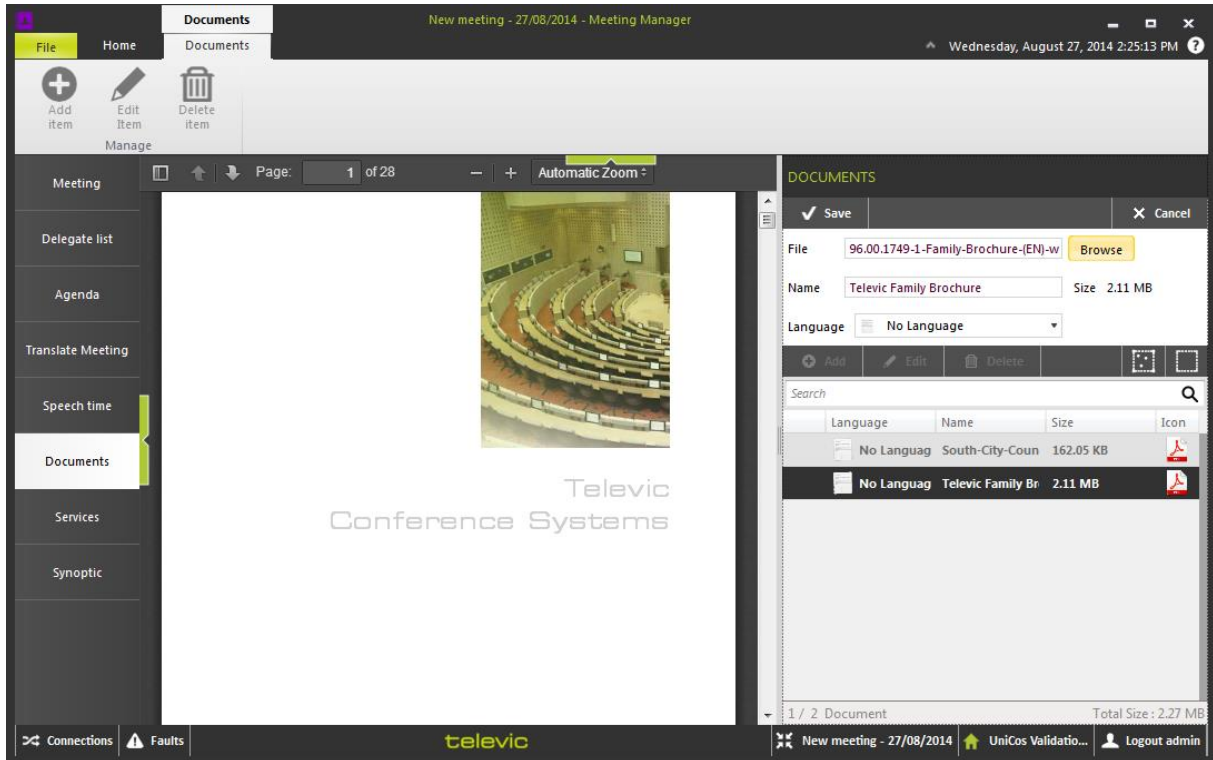 Documents
New meeting - 27/08/2014 - Meeting Manager
File Home Documents
Wednesday, August 27, 2014 2:25:13 PM ?
Add item
Edit Item
Delete item
Manage
Meeting
Delegate list
Agenda
Translate Meeting
Speech time
Documents
Services
Synoptic
Page: 1 of 28
Automatic Zoom
Televic
Conference Systems
DOCUMENTS
Save Cancel
File 96.00.1749-1-Family-Brochure-(EN)-w Browse
Name Televic Family Brochure Size 2.11 MB
Language No Language
Add Edit Delete
Search
Language Name Size Icon
No Languag South-City-Coun 162.05 KB
No Languag Televic Family Br 2.11 MB
1 / 2 Document Total Size : 2.27 MB
Connections Faults televic New meeting - 27/08/2014 UniCos Validatio... Logout admin